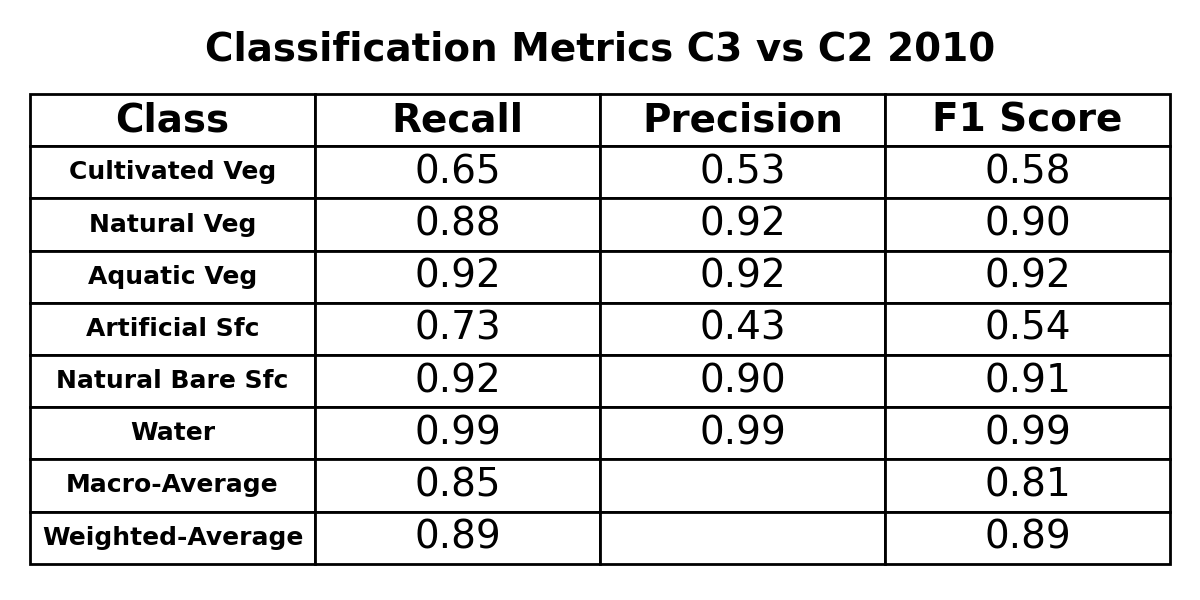 Classification Metrics C3 vs C2 2010
Class Recall Precision F1 Score
Cultivated Veg 0.65 0.53 0.58
Natural Veg 0.88 0.92 0.90
Aquatic Veg 0.92 0.92 0.92
Artificial Sfc 0.73 0.43 0.54
Natural Bare Sfc 0.92 0.90 0.91
Water 0.99 0.99 0.99
Macro-Average 0.85 0.81
Weighted-Average 0.89 0.89